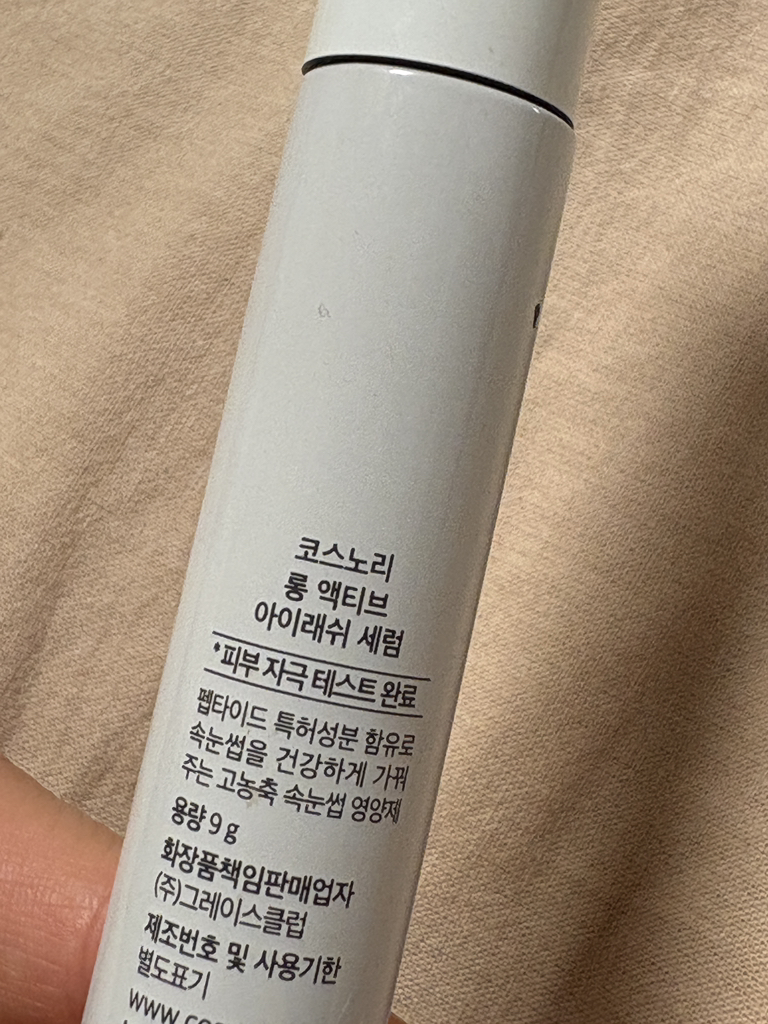 코스노리
롱 액티브
아이래쉬 세럼
*피부 자극 테스트 완료
펩타이드 특허성분 함유로
속눈썹을 건강하게 가꿔
주는 고농축 속눈썹 영양제
용량 9 g
화장품책임판매업자
(주)그레이스클럽
제조번호 및 사용기한
별도표기